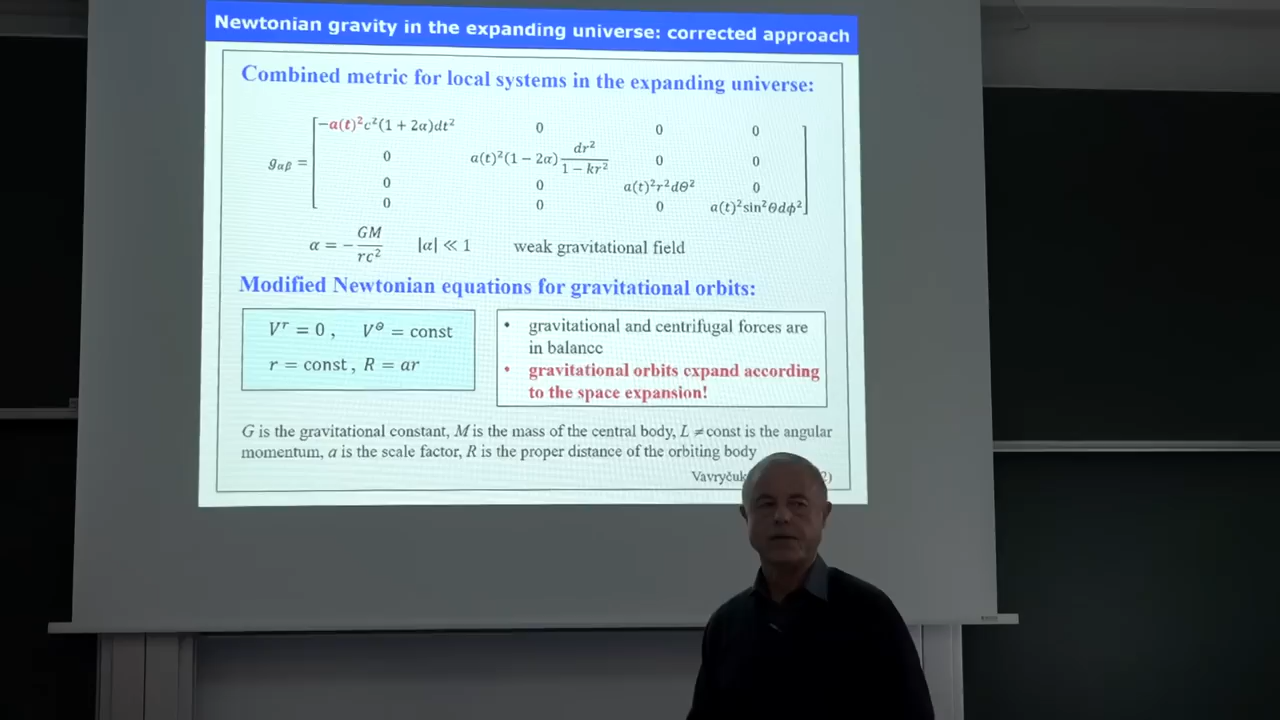 Newtonian gravity in the expanding universe: corrected approach
Combined metric for local systems in the expanding universe:
g_{αβ} = [ −a(t)²c²(1 + 2α)dt² 0 0 0
0 a(t)²(1 − 2α) dr²/(1 − kr²) 0 0
0 0 a(t)²r²dθ² 0
0 0 0 a(t)²sin²θdϕ² ]
α = − GM/rc² |α| ≪ 1 weak gravitational field
Modified Newtonian equations for gravitational orbits:
V^r = 0 , V^θ = const
r = const , R = ar
• gravitational and centrifugal forces are
in balance
• gravitational orbits expand according
to the space expansion!
G is the gravitational constant, M is the mass of the central body, L ≠ const is the angular
momentum, a is the scale factor, R is the proper distance of the orbiting body
Vavryčuk